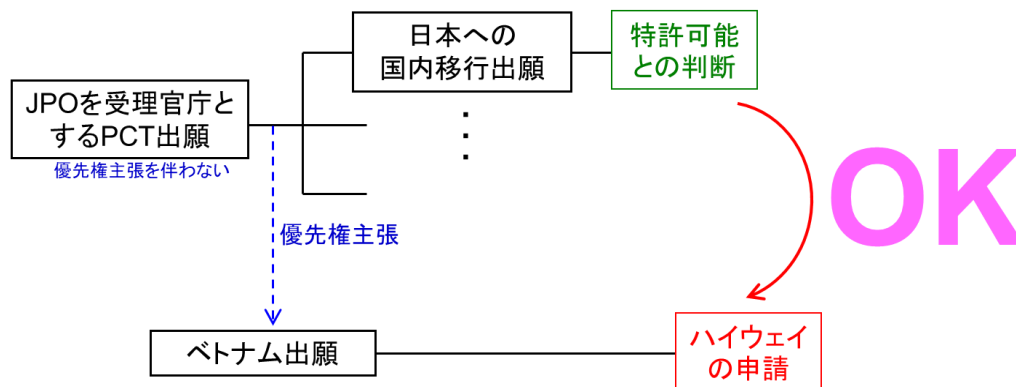 日本への
国内移行出願
特許可能
との判断
JPOを受理官庁と
するPCT出願
優先権主張を伴わない
OK
優先権主張
ベトナム出願
ハイウェイ
の申請